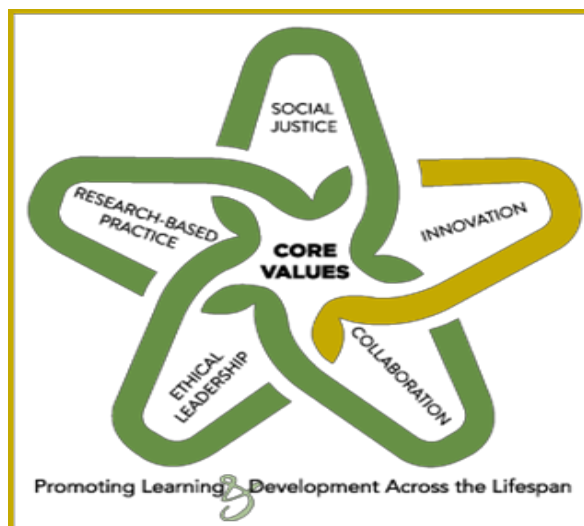 SOCIAL
JUSTICE
RESEARCH-BASED
PRACTICE
INNOVATION
CORE
VALUES
ETHICAL
LEADERSHIP
COLLABORATION
Promoting Learning & Development Across the Lifespan